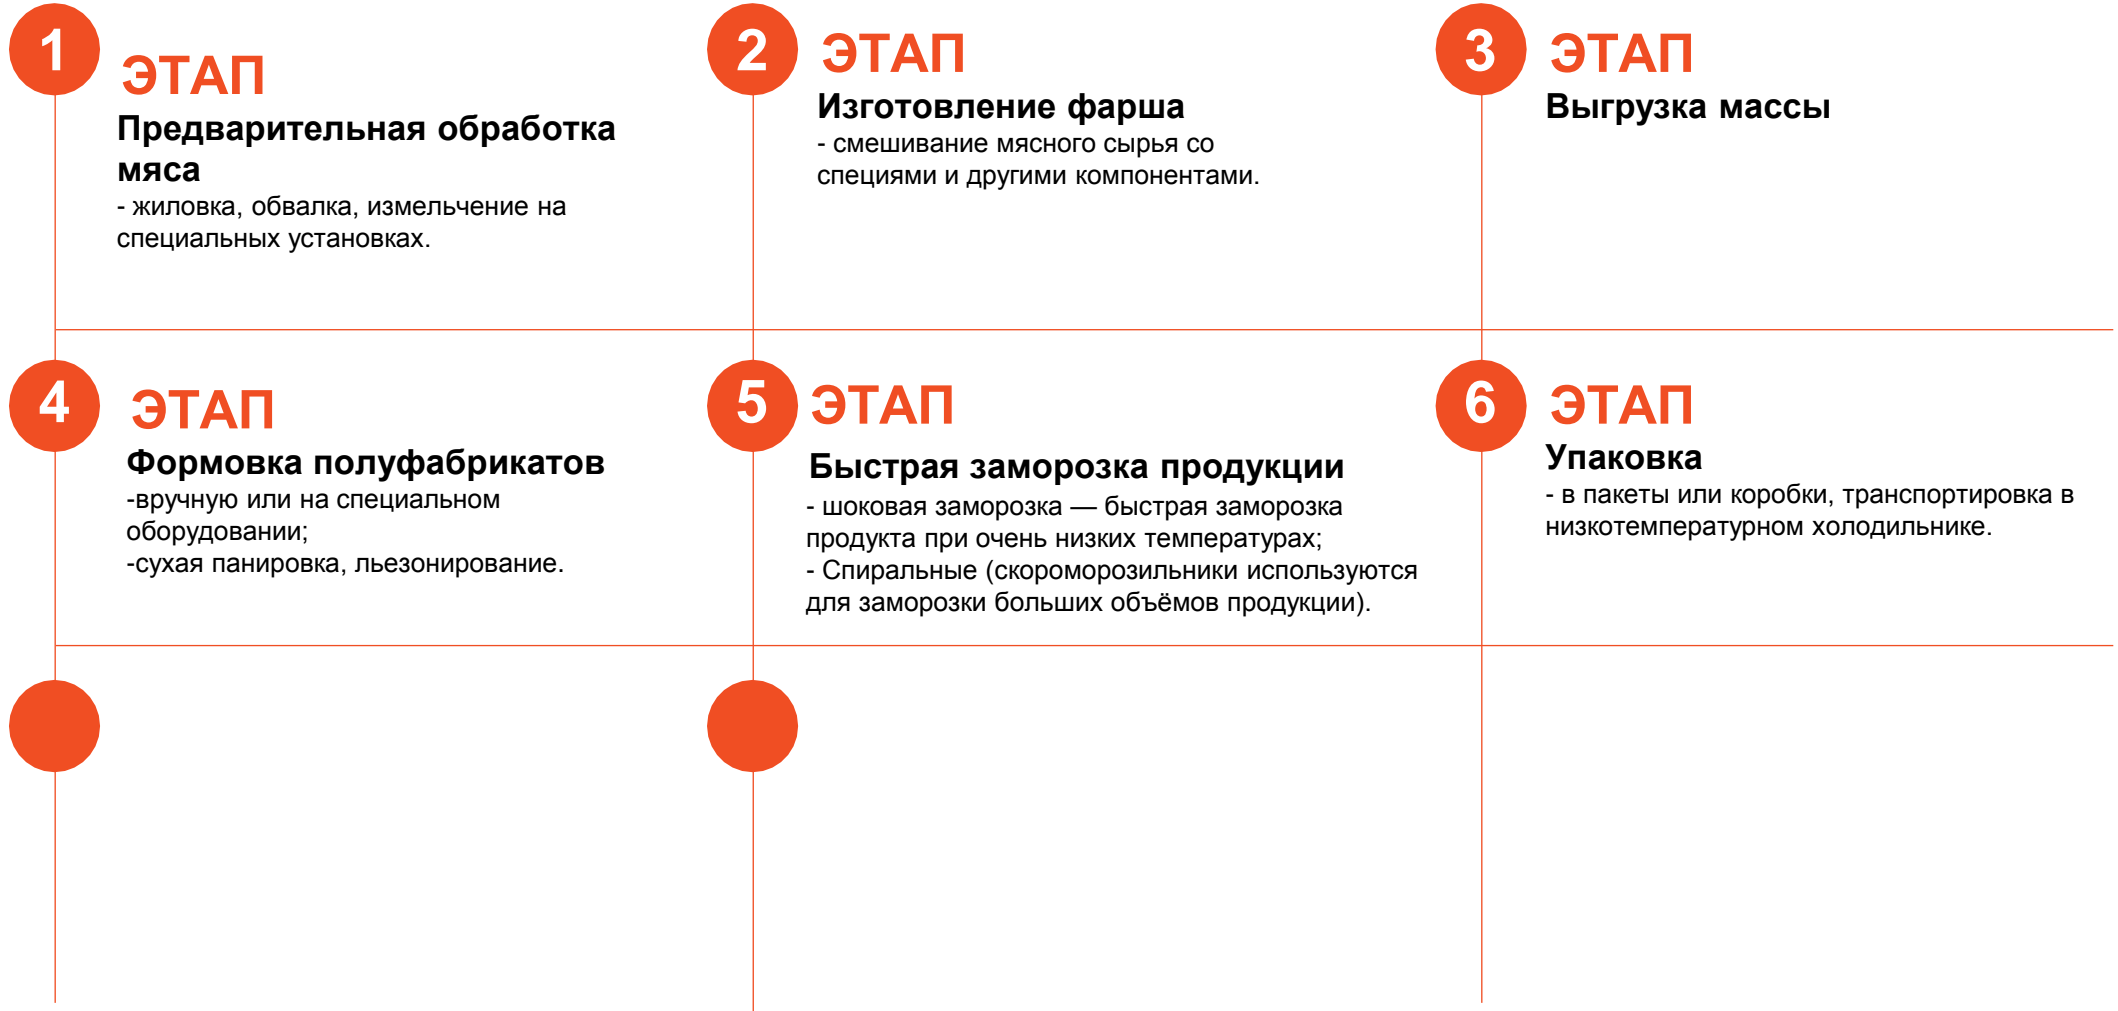 1
ЭТАП
Предварительная обработка
мяса
- жиловка, обвалка, измельчение на
специальных установках.
2
ЭТАП
Изготовление фарша
- смешивание мясного сырья со
специями и другими компонентами.
3
ЭТАП
Выгрузка массы
4
ЭТАП
Формовка полуфабрикатов
-вручную или на специальном
оборудовании;
-сухая панировка, льезонирование.
5
ЭТАП
Быстрая заморозка продукции
- шоковая заморозка — быстрая заморозка
продукта при очень низких температурах;
- Спиральные (скороморозильники используются
для заморозки больших объёмов продукции).
6
ЭТАП
Упаковка
- в пакеты или коробки, транспортировка в
низкотемпературном холодильнике.